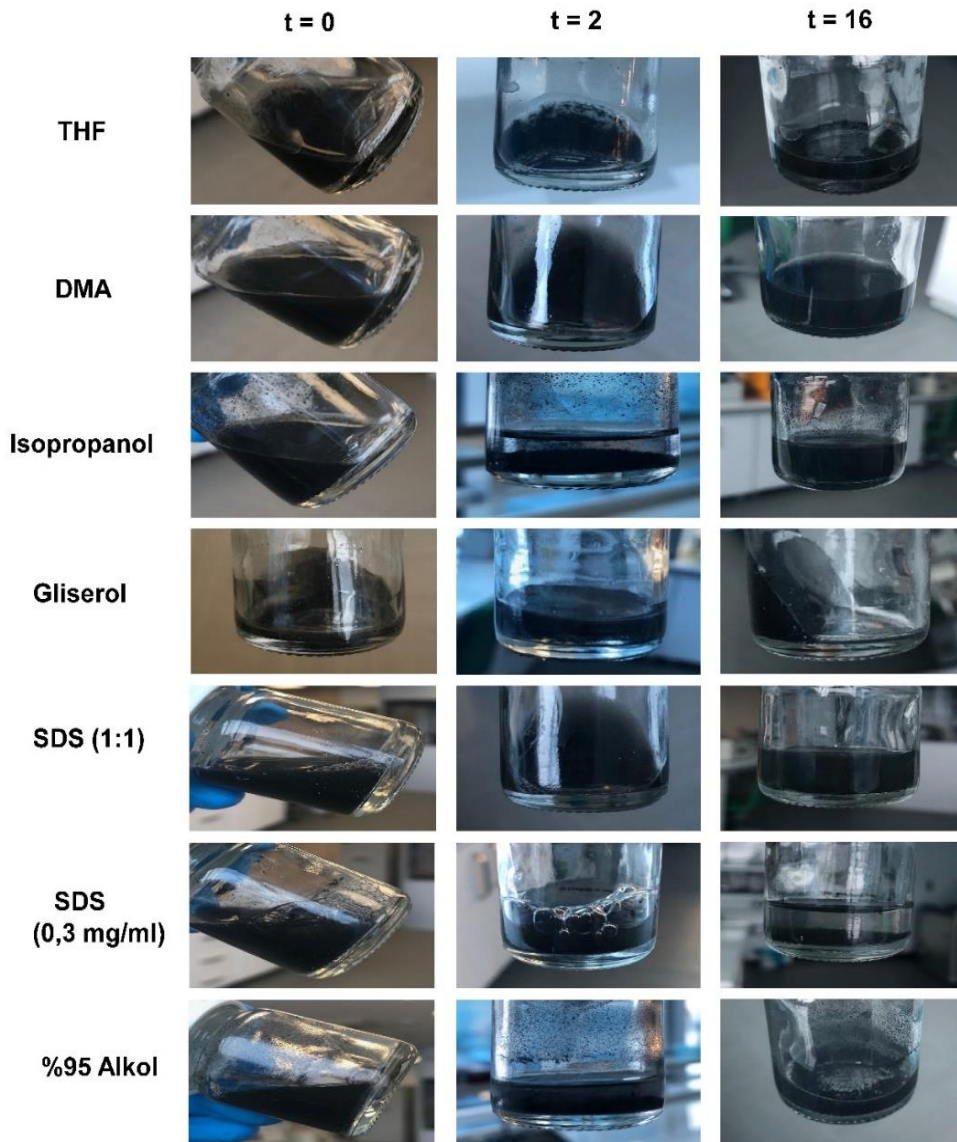 t = 0 t = 2 t = 16
THF
DMA
Isopropanol
Gliserol
SDS (1:1)
SDS
(0,3 mg/ml)
%95 Alkol